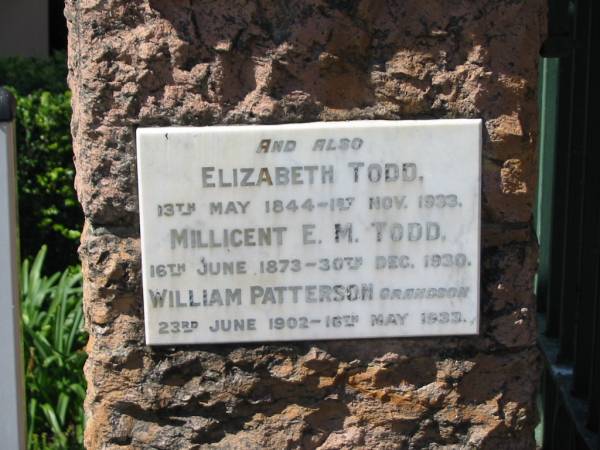 AND ALSO
ELIZABETH TODD.
13TH MAY 1844-1ST NOV. 1933.
MILLICENT E. M. TODD.
16TH JUNE 1873-30TH DEC. 1930.
WILLIAM PATTERSON GRANDSON
23RD JUNE 1902-16TH MAY 1933.